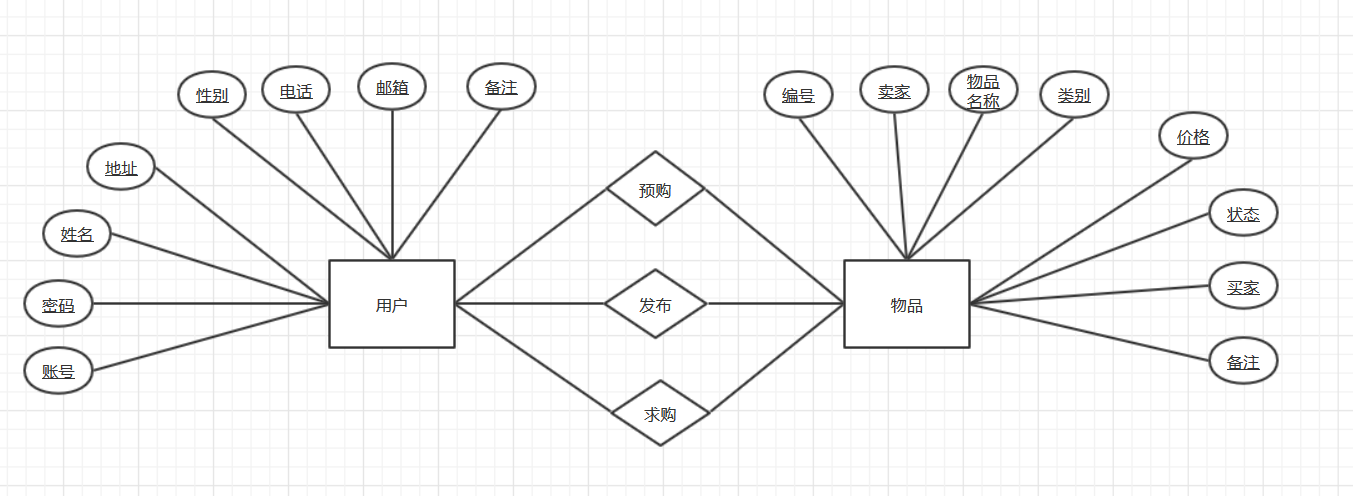 性别
电话
邮箱
备注
编号
卖家
物品
名称
类别
价格
地址
预购
状态
姓名
用户
发布
物品
买家
密码
账号
备注
求购